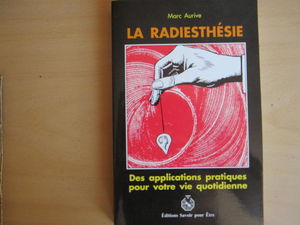 Marc Aurive
LA RADIESTHÉSIE
Des applications pratiques
pour votre vie quotidienne
Éditions Savoir pour Être